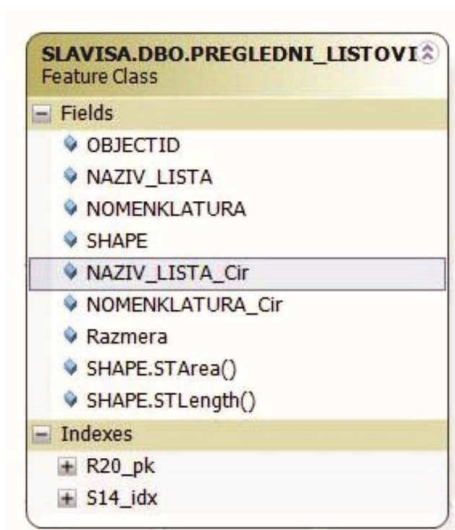 SLAVISA.DBO.PREGLEDNI_LISTOVI
Feature Class
Fields
OBJECTID
NAZIV_LISTA
NOMENKLATURA
SHAPE
NAZIV_LISTA_Cir
NOMENKLATURA_Cir
Razmera
SHAPE.STArea()
SHAPE.STLength()
Indexes
R20_pk
S14_idx